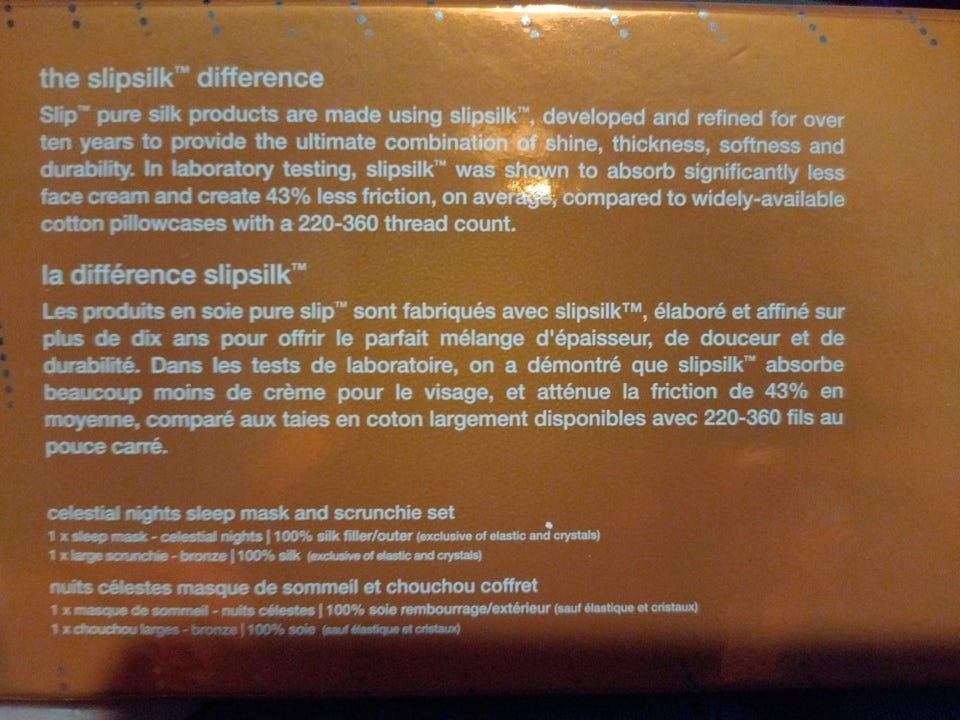 the slipsilk™ difference
Slip™ pure silk products are made using slipsilk™, developed and refined for over
ten years to provide the ultimate combination of shine, thickness, softness and
durability. In laboratory testing, slipsilk™ was shown to absorb significantly less
face cream and create 43% less friction, on average, compared to widely-available
cotton pillowcases with a 220-360 thread count.
la différence slipsilk™
Les produits en soie pure slip™ sont fabriqués avec slipsilk™, élaboré et affiné sur
plus de dix ans pour offrir le parfait mélange d'épaisseur, de douceur et de
durabilité. Dans les tests de laboratoire, on a démontré que slipsilk™ absorbe
beaucoup moins de crème pour le visage, et atténue la friction de 43% en
moyenne, comparé aux taies en coton largement disponibles avec 220-360 fils au
pouce carré.
celestial nights sleep mask and scrunchie set
1 x sleep mask - celestial nights | 100% silk filler/outer (exclusive of elastic and crystals)
1 x large scrunchie - bronze | 100% silk (exclusive of elastic and crystals)
nuits célestes masque de sommeil et chouchou coffret
1 x masque de sommeil - nuits célestes | 100% soie rembourrage/extérieur (sauf élastique et cristaux)
1 x chouchou larges - bronze | 100% soie (sauf élastique et cristaux)